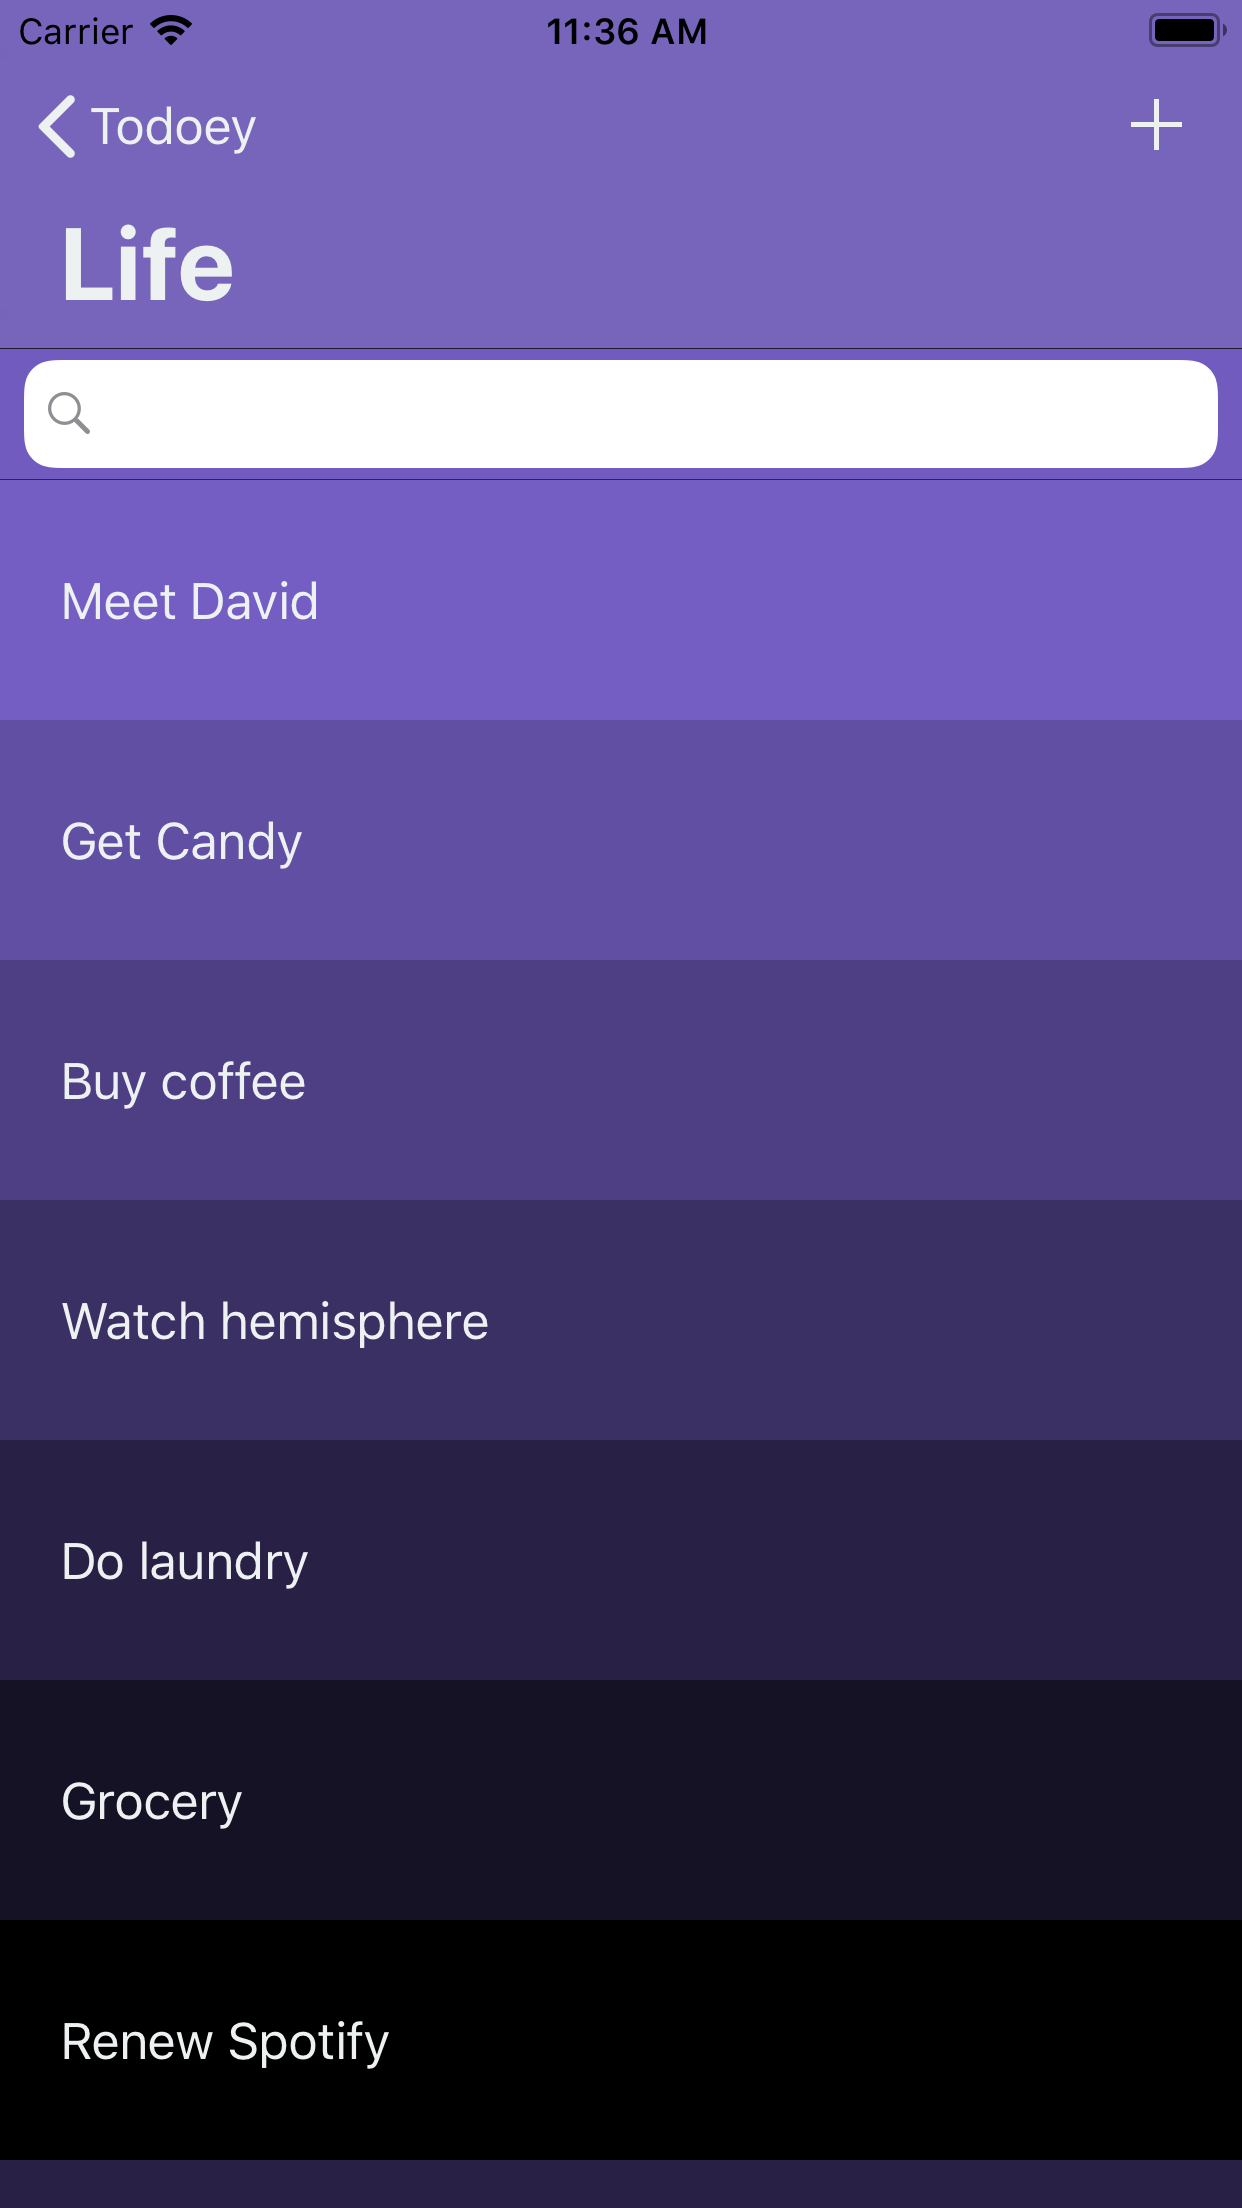 Carrier 11:36 AM
Todoey
Life
Meet David
Get Candy
Buy coffee
Watch hemisphere
Do laundry
Grocery
Renew Spotify